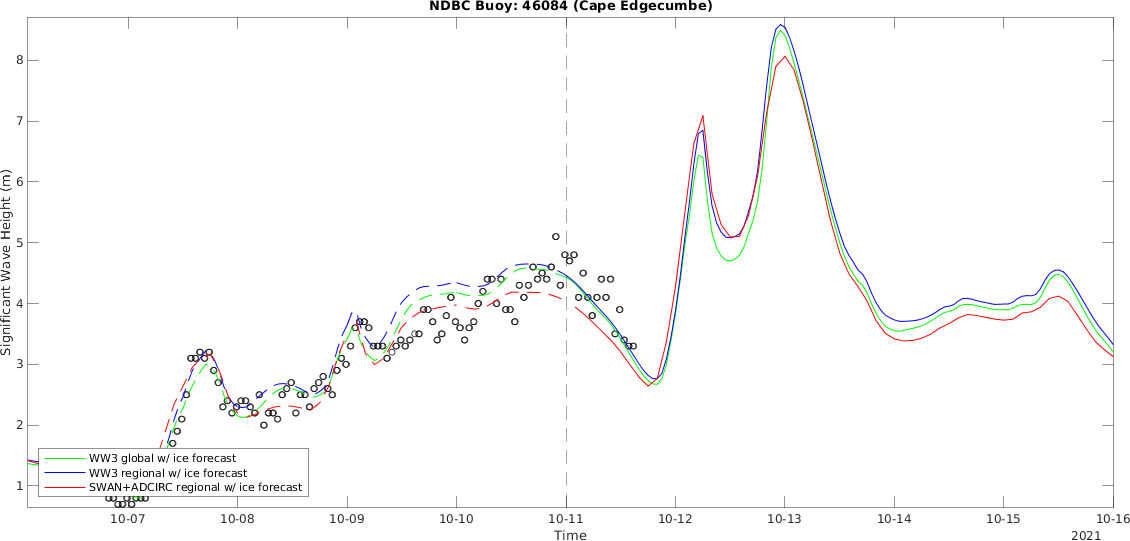 NDBC Buoy: 46084 (Cape Edgecumbe)
Significant Wave Height (m)
8
7
6
5
4
3
2
1
WW3 global w/ ice forecast
WW3 regional w/ ice forecast
SWAN+ADCIRC regional w/ ice forecast
10-07 10-08 10-09 10-10 10-11 10-12 10-13 10-14 10-15 10-16
Time
2021